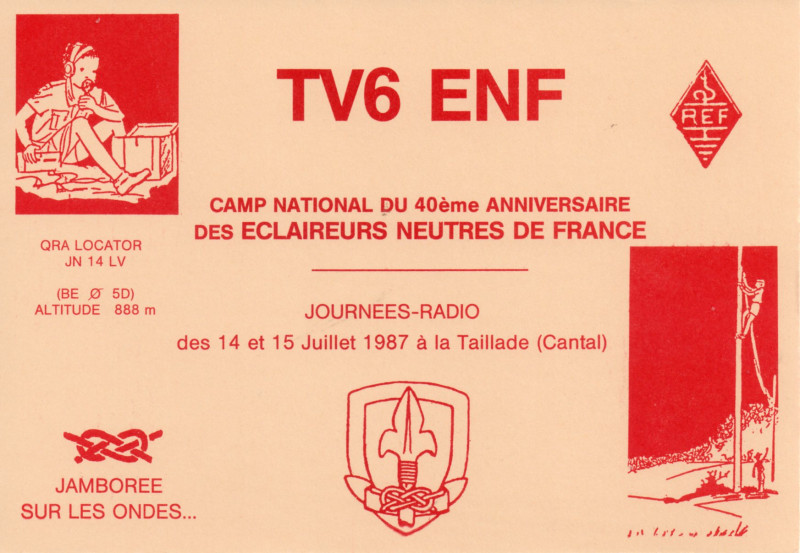 TV6 ENF
REF
CAMP NATIONAL DU 40ème ANNIVERSAIRE
DES ECLAIREURS NEUTRES DE FRANCE
QRA LOCATOR
JN 14 LV
(BE Ø 5D)
ALTITUDE 888 m
JOURNEES-RADIO
des 14 et 15 Juillet 1987 à la Taillade (Cantal)
JAMBOREE
SUR LES ONDES...